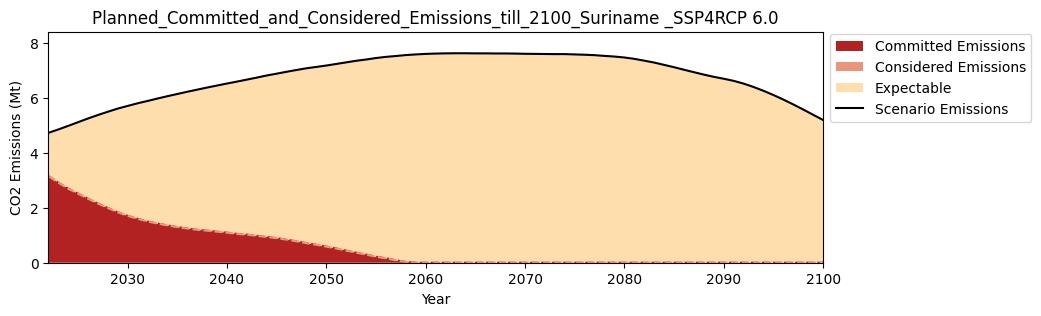 Planned_Committed_and_Considered_Emissions_till_2100_Suriname _SSP4RCP 6.0
8
6
4
2
0
CO2 Emissions (Mt)
2030 2040 2050 2060 2070 2080 2090 2100
Year
Committed Emissions
Considered Emissions
Expectable
Scenario Emissions